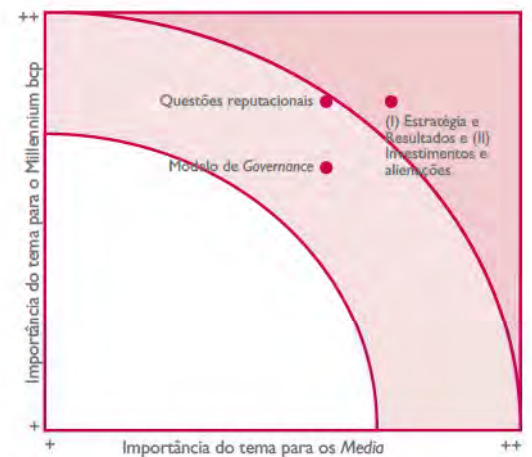 ++
Importância do tema para o Millennium bcp
Questões reputacionais
(I) Estratégia e
Resultados e (II)
Investimentos e
alienações
Modelo de Governance
+
+
Importância do tema para os Media
++